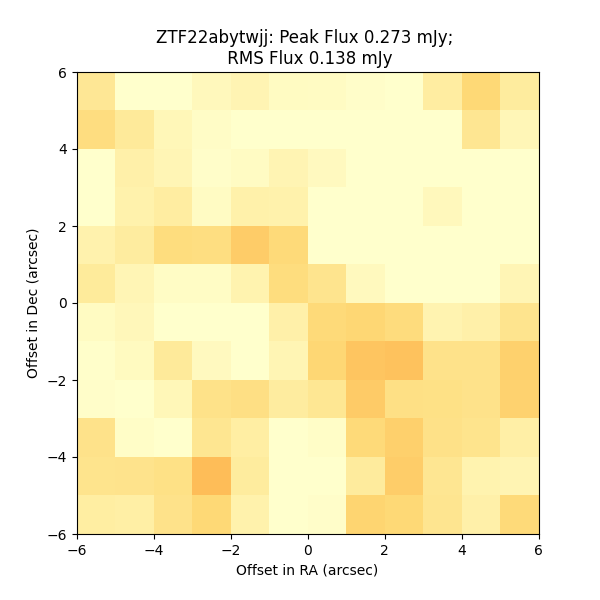 ZTF22abytwjj: Peak Flux 0.273 mJy;
RMS Flux 0.138 mJy
6
4
2
0
−2
−4
−6
Offset in Dec (arcsec)
−6 −4 −2 0 2 4 6
Offset in RA (arcsec)